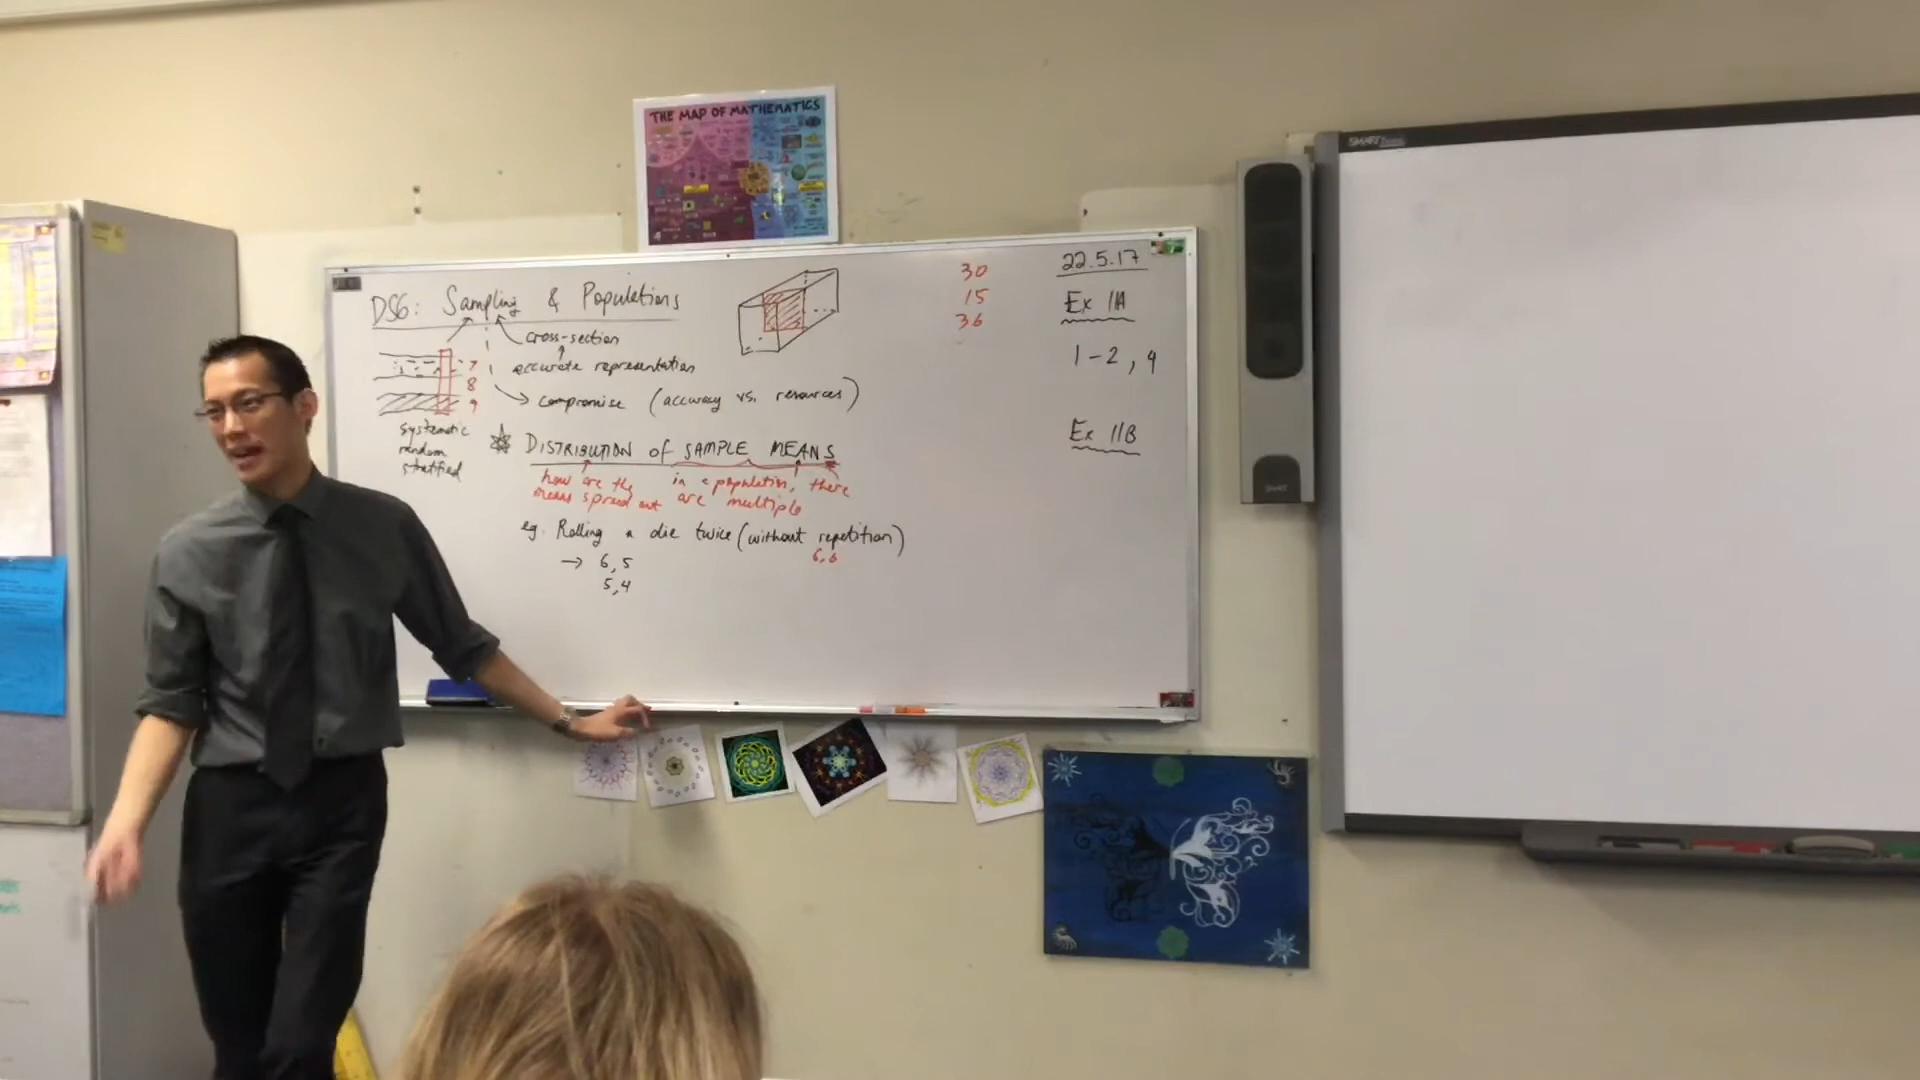 THE MAP OF MATHEMATICS
DS6: Sampling & Populations
cross-section
accurate representation
compromise (accuracy vs. resources)
7
8
9
systematic
random
stratified
DISTRIBUTION of SAMPLE MEANS
how are the means spread out
in a population, there are multiple
eg. Rolling a die twice (without repetition)
6,6
→ 6,5
5,4
30
15
36
22.5.17
Ex 11A
1-2, 4
Ex 11B
SMART
SMART